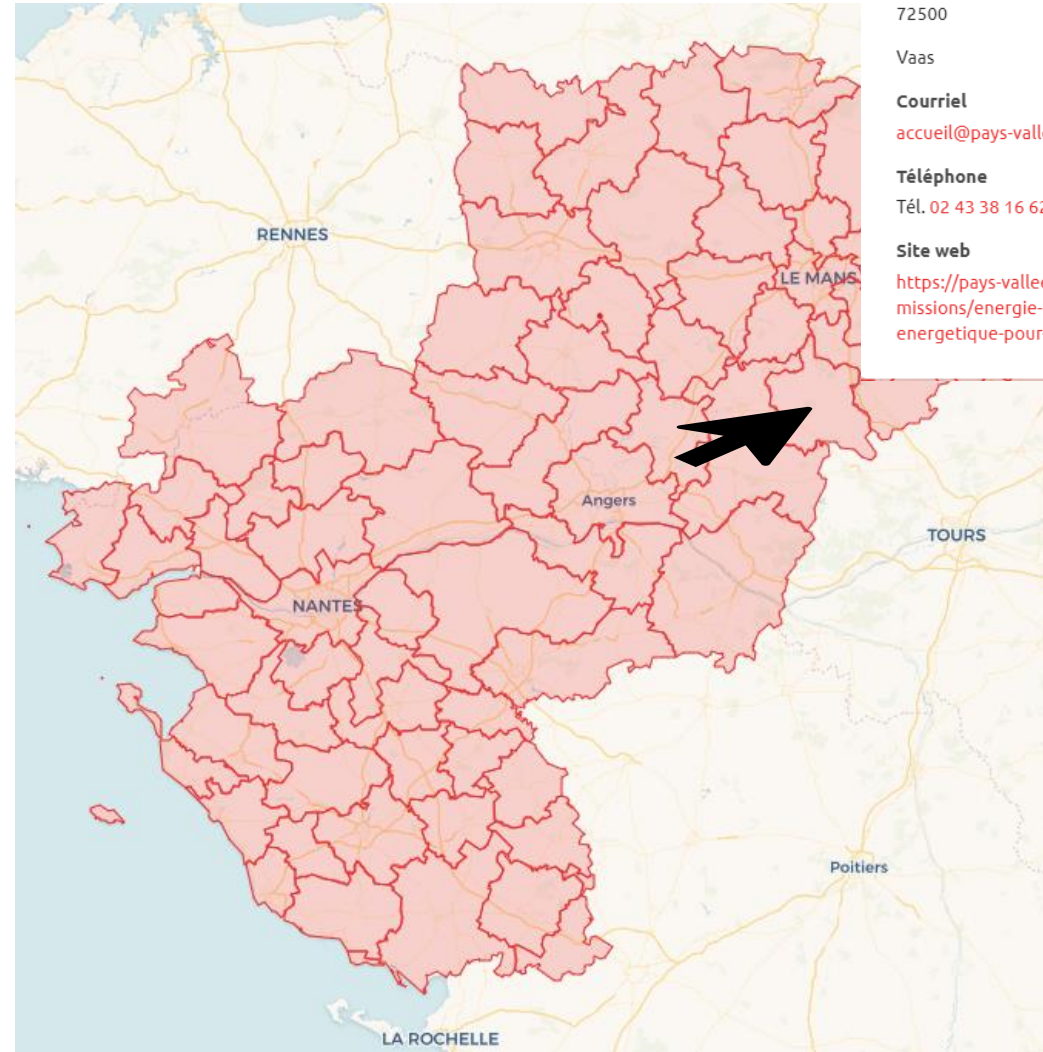 72500
Vaas
Courriel
accueil@pays-vall
Téléphone
Tél. 02 43 38 16 62
Site web
https://pays-vallee
missions/energie-
energetique-pour
RENNES
LE MANS
Angers
TOURS
NANTES
Poitiers
LA ROCHELLE